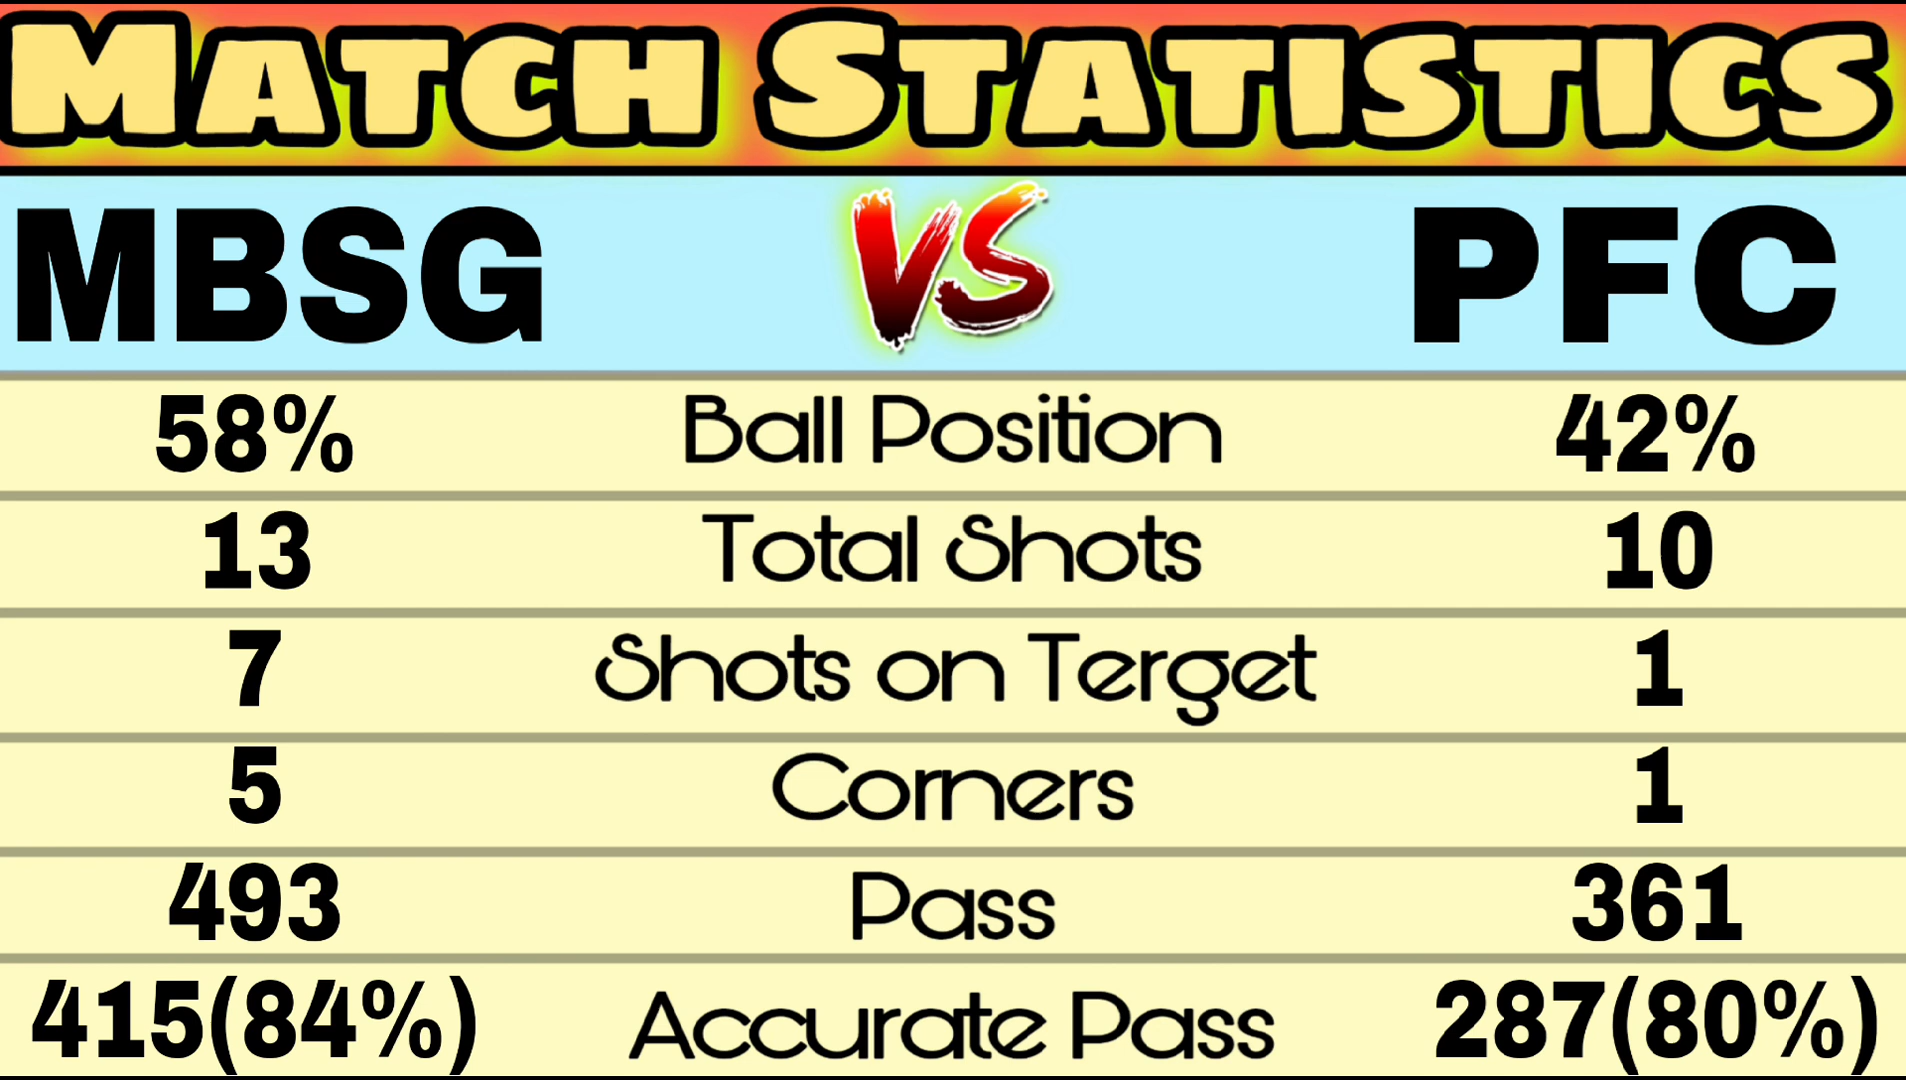 MATCH STATISTICS
MBSG VS PFC
58% Ball Position 42%
13 Total Shots 10
7 Shots on Terget 1
5 Corners 1
493 Pass 361
415(84%) Accurate Pass 287(80%)